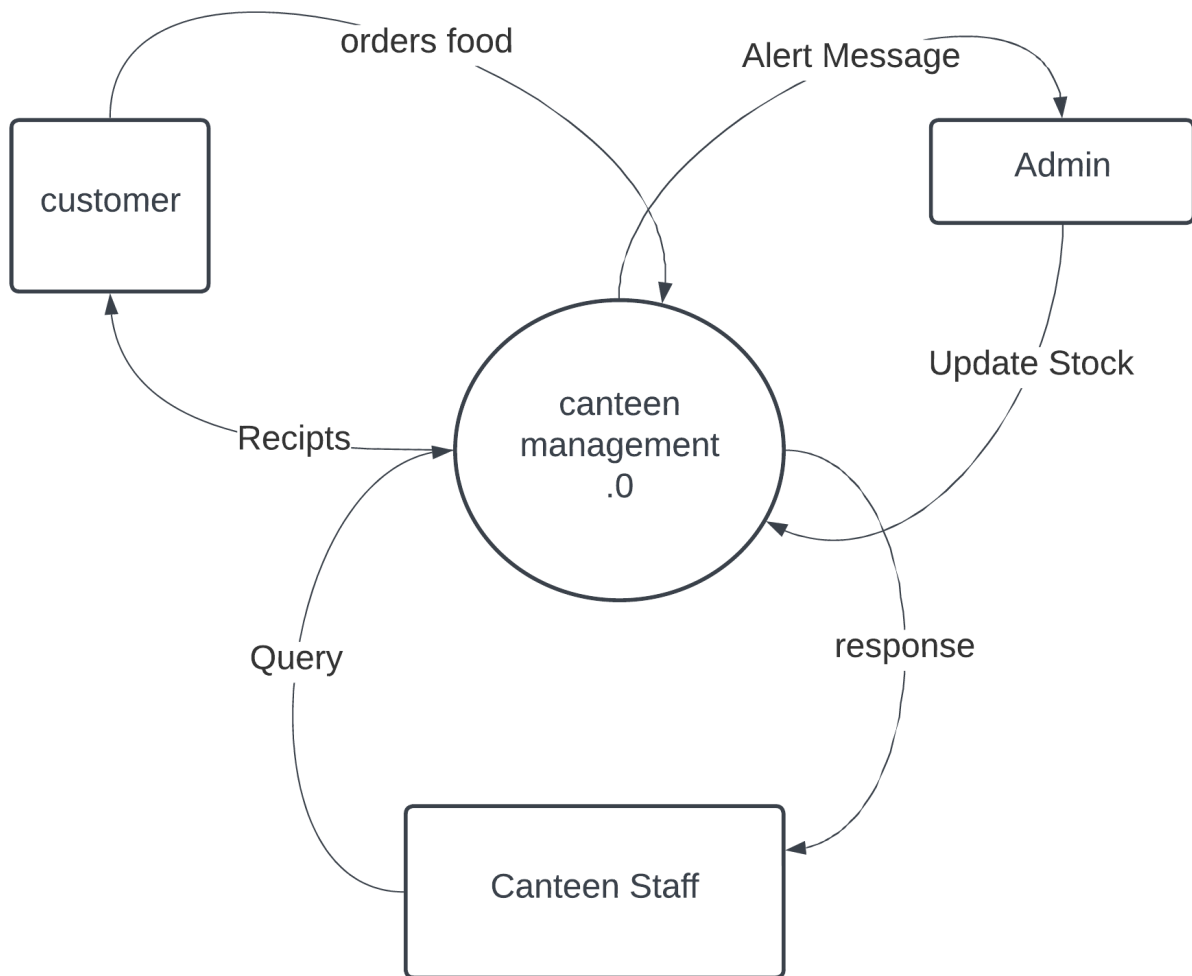 orders food
Alert Message
customer
Admin
Update Stock
canteen
management
.0
Recipts
Query
response
Canteen Staff